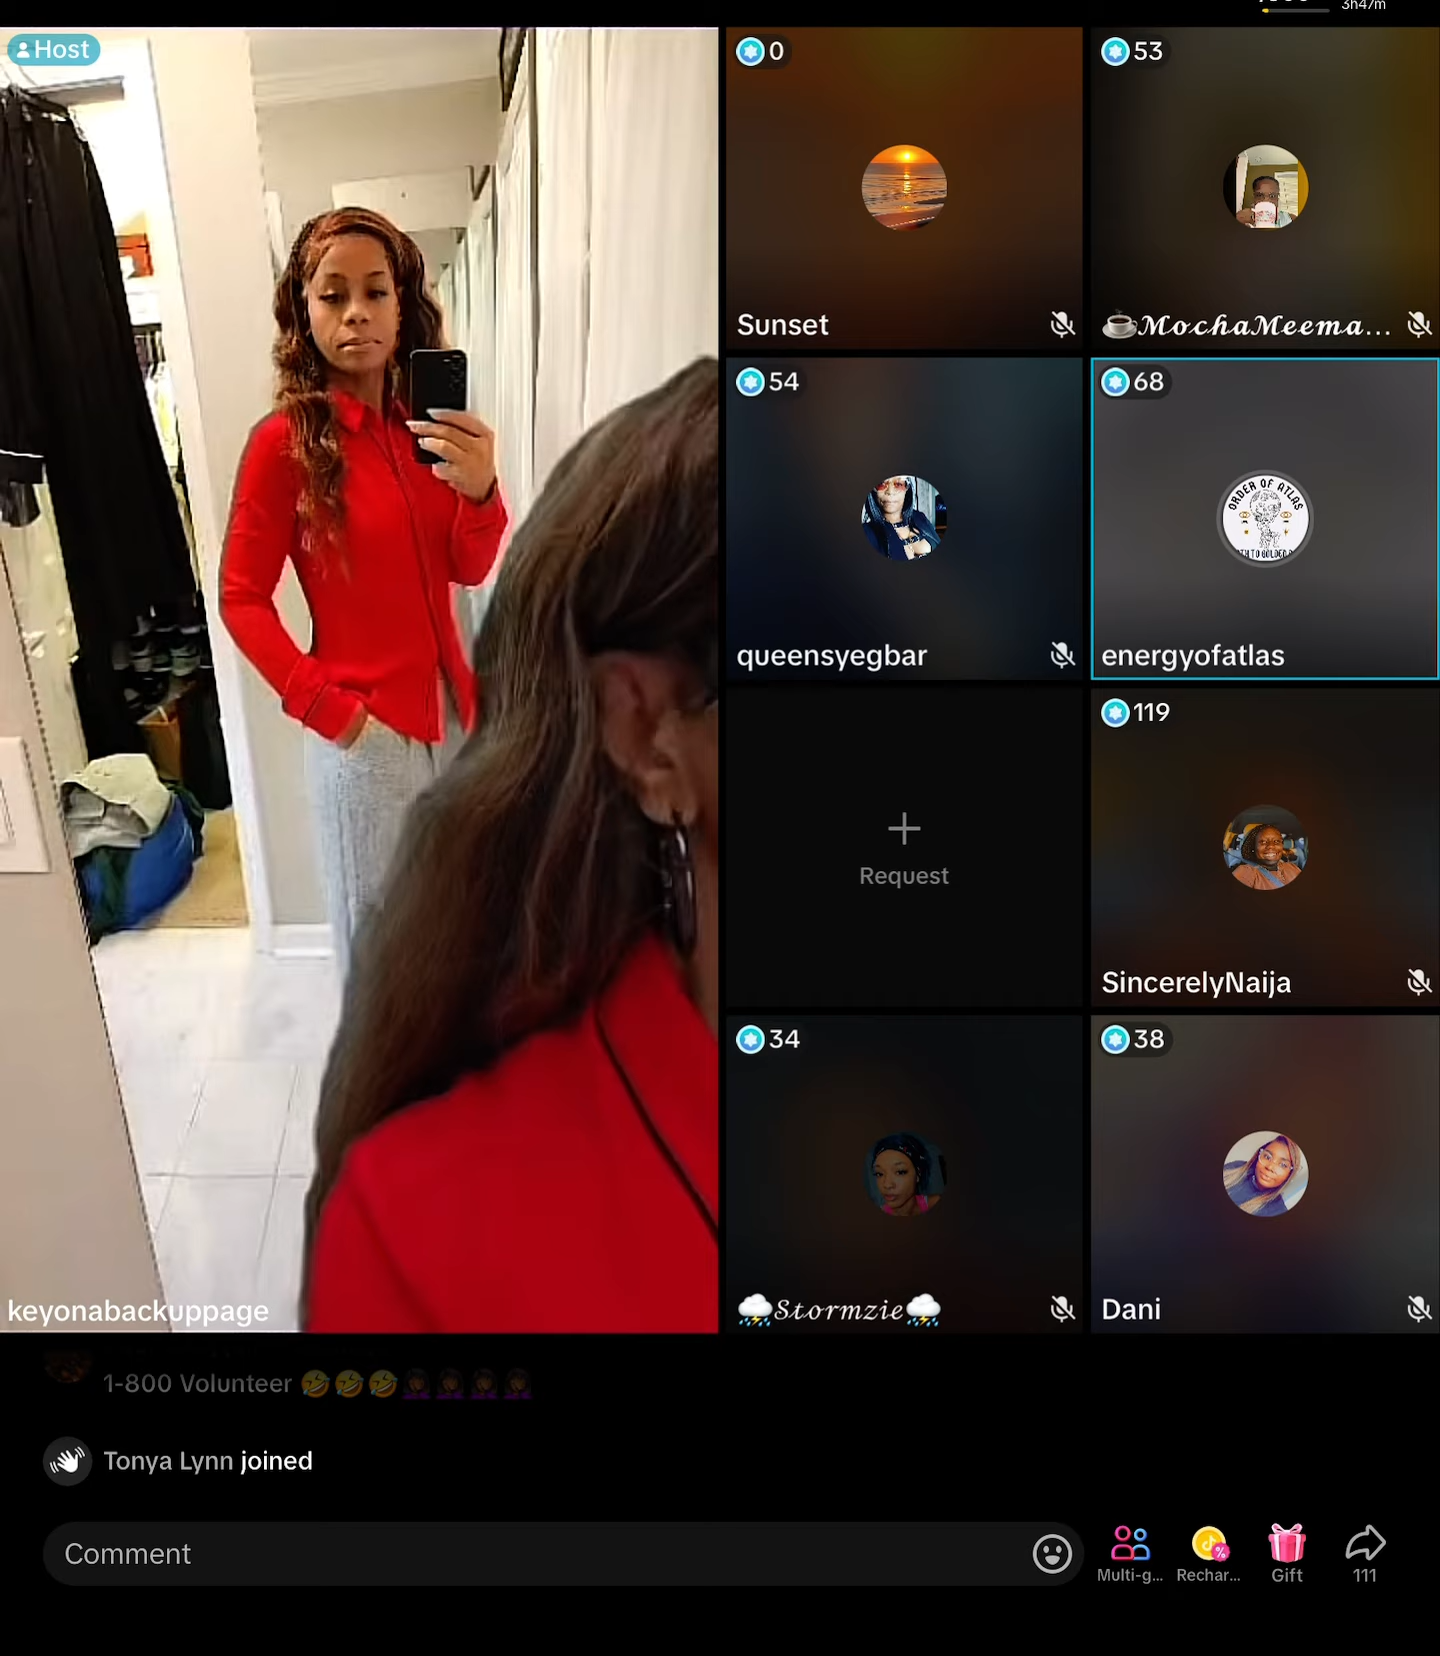 3h47m
Host
0
53
Sunset
☕MochaMeema...
54
68
ORDER OF ATLAS
queensyegbar
energyofatlas
119
+
Request
SincerelyNaija
34
38
keyonabackuppage
⛈️Stormzie⛈️
Dani
1-800 Volunteer 🤣🤣🤣🤦🏿‍♀️🤦🏿‍♀️🤦🏿‍♀️🤦🏿‍♀️
Tonya Lynn joined
Comment
Multi-g...
Rechar...
Gift
111